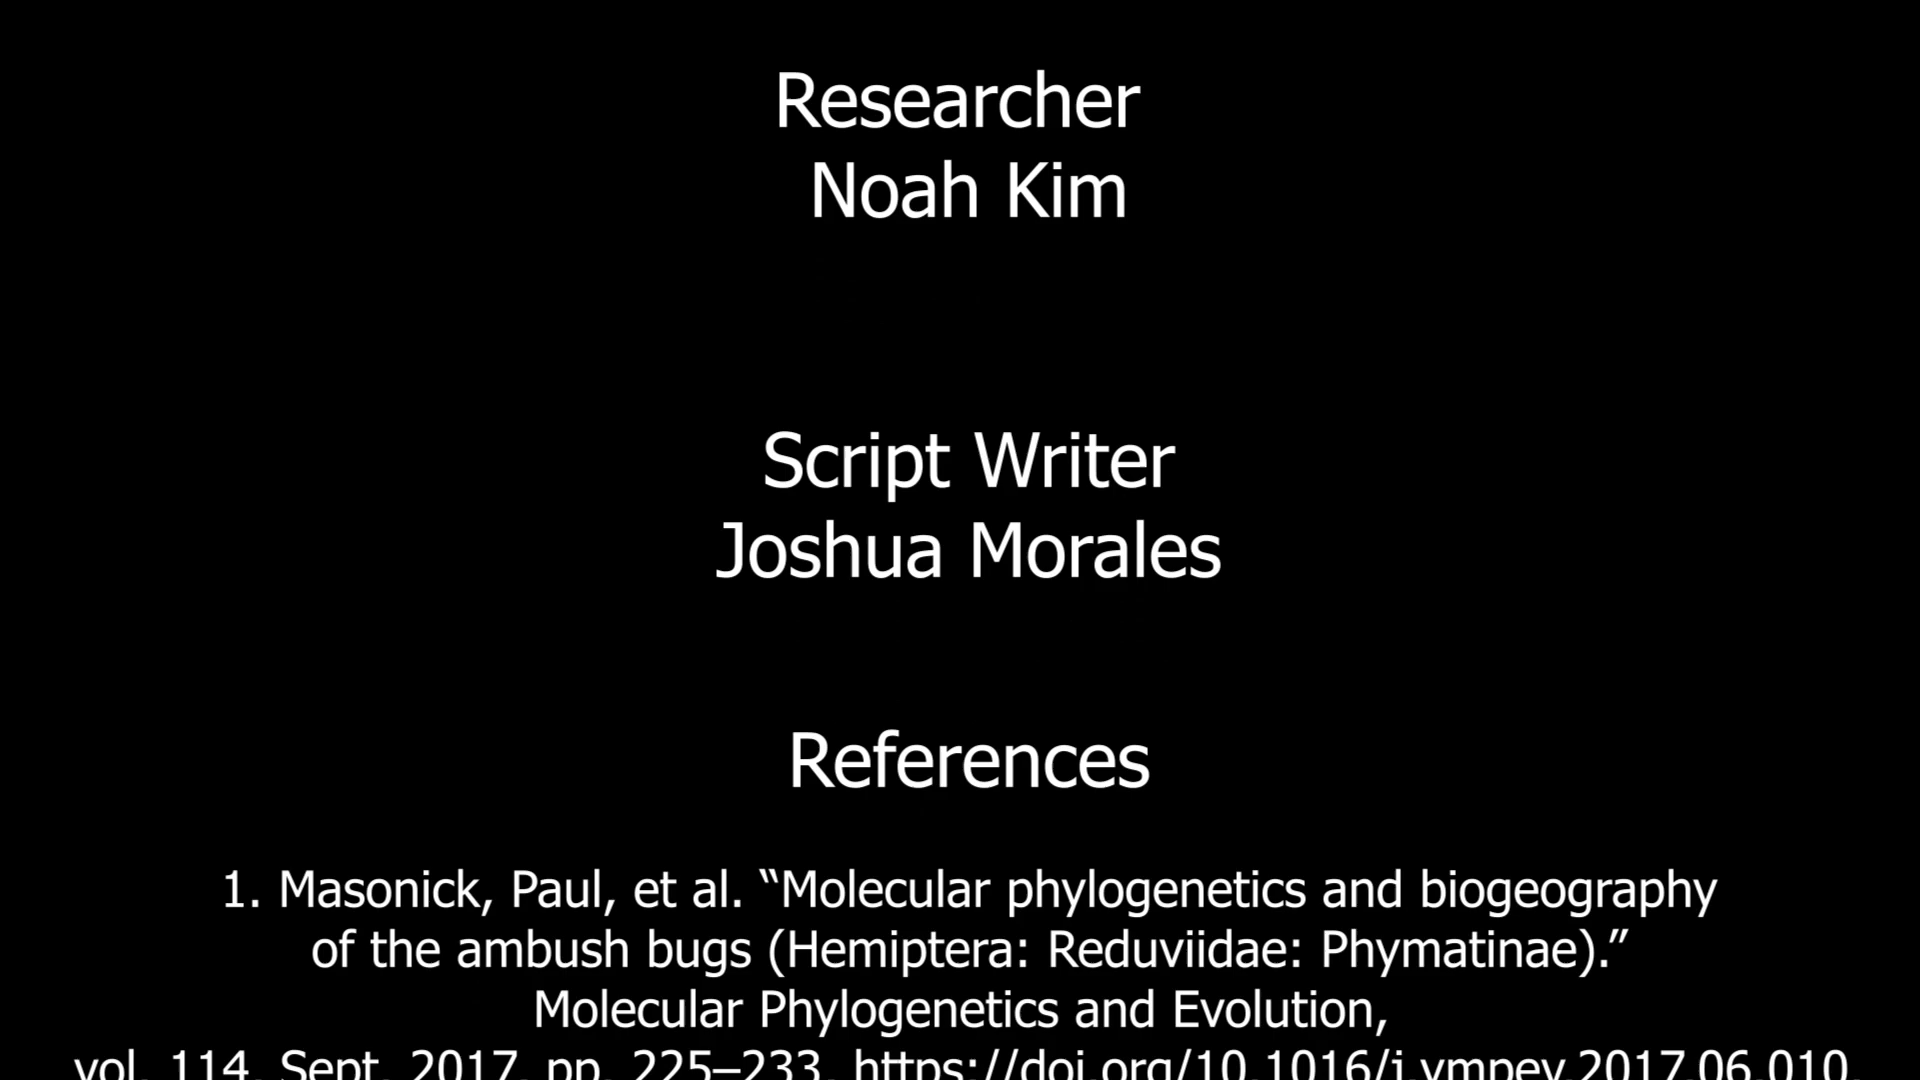 Researcher
Noah Kim
Script Writer
Joshua Morales
References
1. Masonick, Paul, et al. “Molecular phylogenetics and biogeography
of the ambush bugs (Hemiptera: Reduviidae: Phymatinae).”
Molecular Phylogenetics and Evolution,
vol. 114, Sept. 2017, pp. 225–233, https://doi.org/10.1016/j.ympev.2017.06.010.